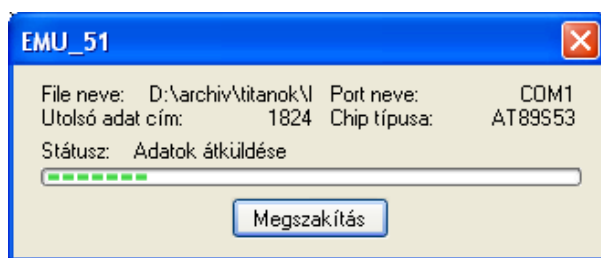 EMU_51
File neve: D:\archiv\titanok\l Port neve: COM1
Utolsó adat cím: 1824 Chip típusa: AT89S53
Státusz: Adatok átküldése
Megszakítás